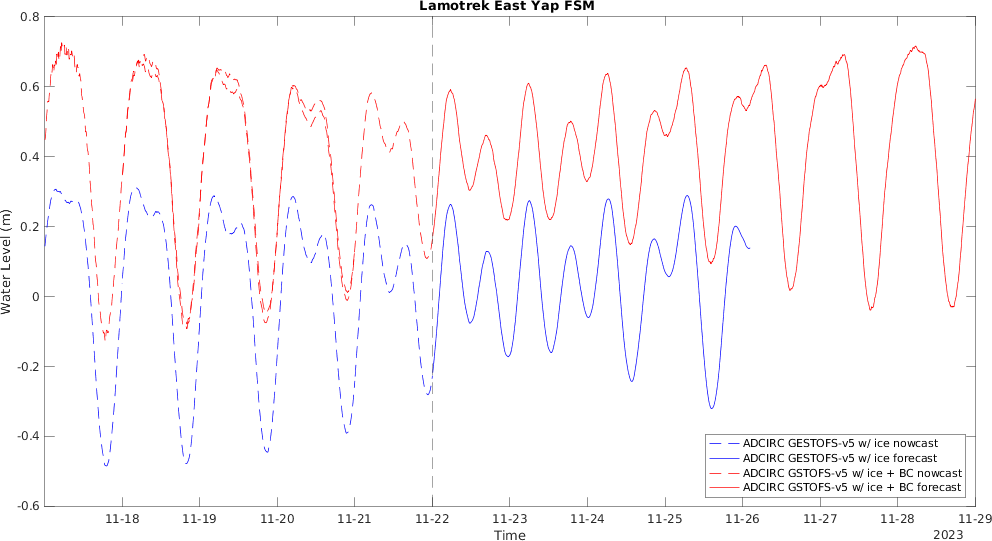 Lamotrek East Yap FSM
Water Level (m)
0.8
0.6
0.4
0.2
0
-0.2
-0.4
-0.6
ADCIRC GESTOFS-v5 w/ ice nowcast
ADCIRC GESTOFS-v5 w/ ice forecast
ADCIRC GSTOFS-v5 w/ ice + BC nowcast
ADCIRC GSTOFS-v5 w/ ice + BC forecast
11-18 11-19 11-20 11-21 11-22 11-23 11-24 11-25 11-26 11-27 11-28 11-29
Time
2023